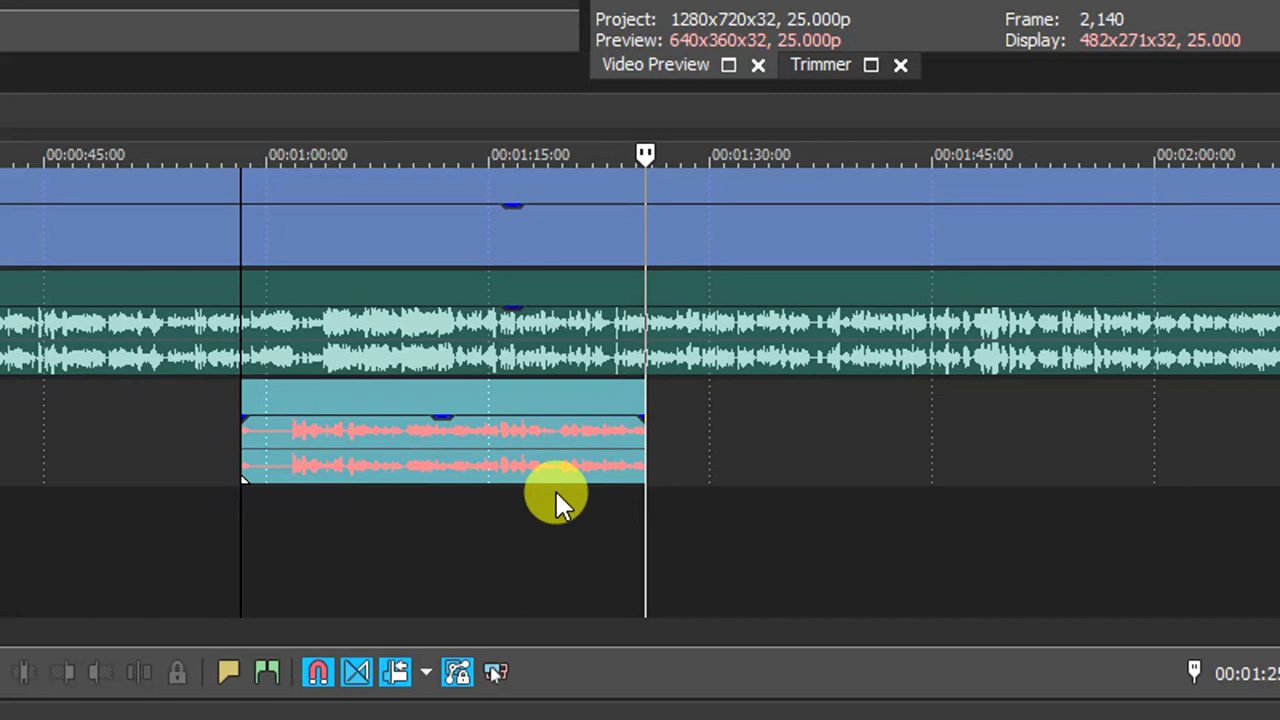 Project: 1280x720x32, 25.000p Frame: 2,140
Preview: 640x360x32, 25.000p Display: 482x271x32, 25.000
Video Preview Trimmer
00:00:45:00 00:01:00:00 00:01:15:00 00:01:30:00 00:01:45:00 00:02:00:00
00:01:25